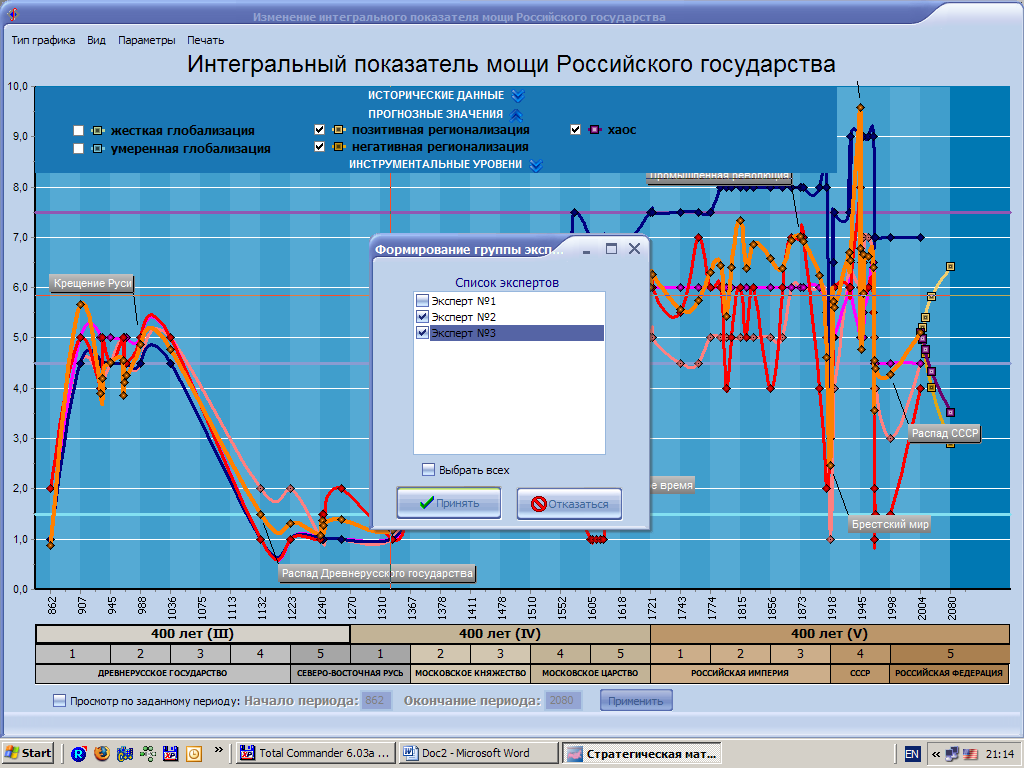 Изменение интегрального показателя мощи Российского государства
Тип графика Вид Параметры Печать
Интегральный показатель мощи Российского государства
10,0
ИСТОРИЧЕСКИЕ ДАННЫЕ
ПРОГНОЗНЫЕ ЗНАЧЕНИЯ
жесткая глобализация позитивная регионализация хаос
9,0
умеренная глобализация негативная регионализация
ИНСТРУМЕНТАЛЬНЫЕ УРОВЕНИ
Промышленная революция
8,0
7,0
Формирование группы эксп...
Крещение Руси
Список экспертов
6,0
Эксперт №1
Эксперт №2
Эксперт №3
5,0
4,0
Распад СССР
3,0
Выбрать всех
2,0
е время
Принять Отказаться
Брестский мир
1,0
Распад Древнерусского государства
0,0
862 907 945 988 1036 1075 1113 1132 1223 1240 1270 1310 1367 1378 1411 1478 1510 1552 1605 1618 1721 1743 1774 1815 1856 1873 1918 1945 1998 2004 2080
400 лет (III) 400 лет (IV) 400 лет (V)
1 2 3 4 5 1 2 3 4 5 1 2 3 4 5
ДРЕВНЕРУССКОЕ ГОСУДАРСТВО СЕВЕРО-ВОСТОЧНАЯ РУСЬ МОСКОВСКОЕ КНЯЖЕСТВО МОСКОВСКОЕ ЦАРСТВО РОССИЙСКАЯ ИМПЕРИЯ СССР РОССИЙСКАЯ ФЕДЕРАЦИЯ
Просмотр по заданному периоду: Начало периода: 862 Окончание периода: 2080 Применить
Start Total Commander 6.03a ... Doc2 - Microsoft Word Стратегическая мат... EN 21:14